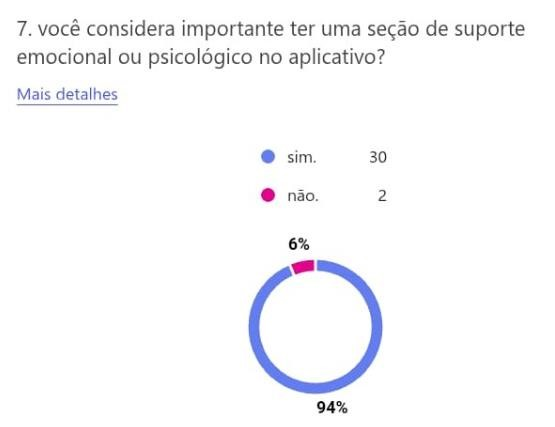 7. você considera importante ter uma seção de suporte
emocional ou psicológico no aplicativo?
Mais detalhes
sim. 30
não. 2
6%
94%